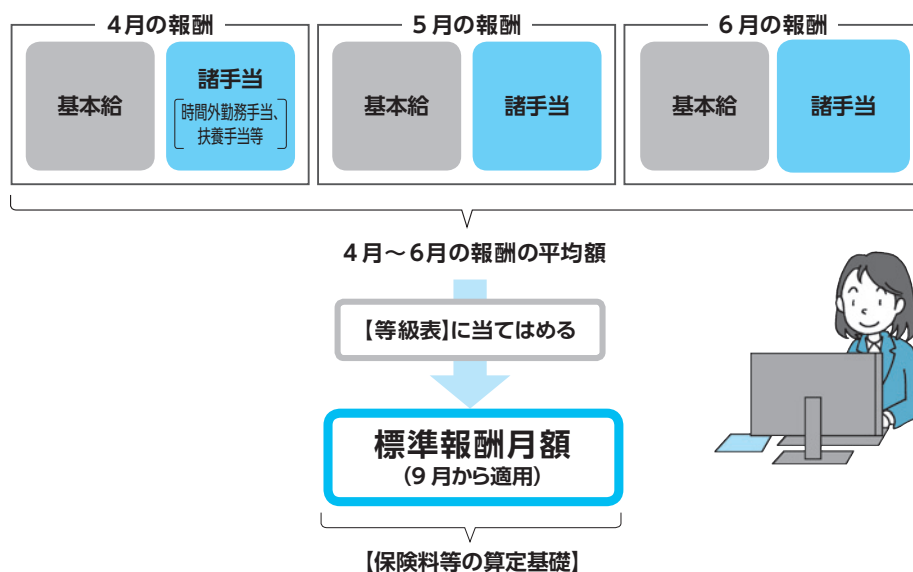 4月の報酬
基本給
諸手当
時間外勤務手当、
扶養手当等
5月の報酬
基本給
諸手当
6月の報酬
基本給
諸手当
4月～6月の報酬の平均額
【等級表】に当てはめる
標準報酬月額
(9月から適用)
【保険料等の算定基礎】